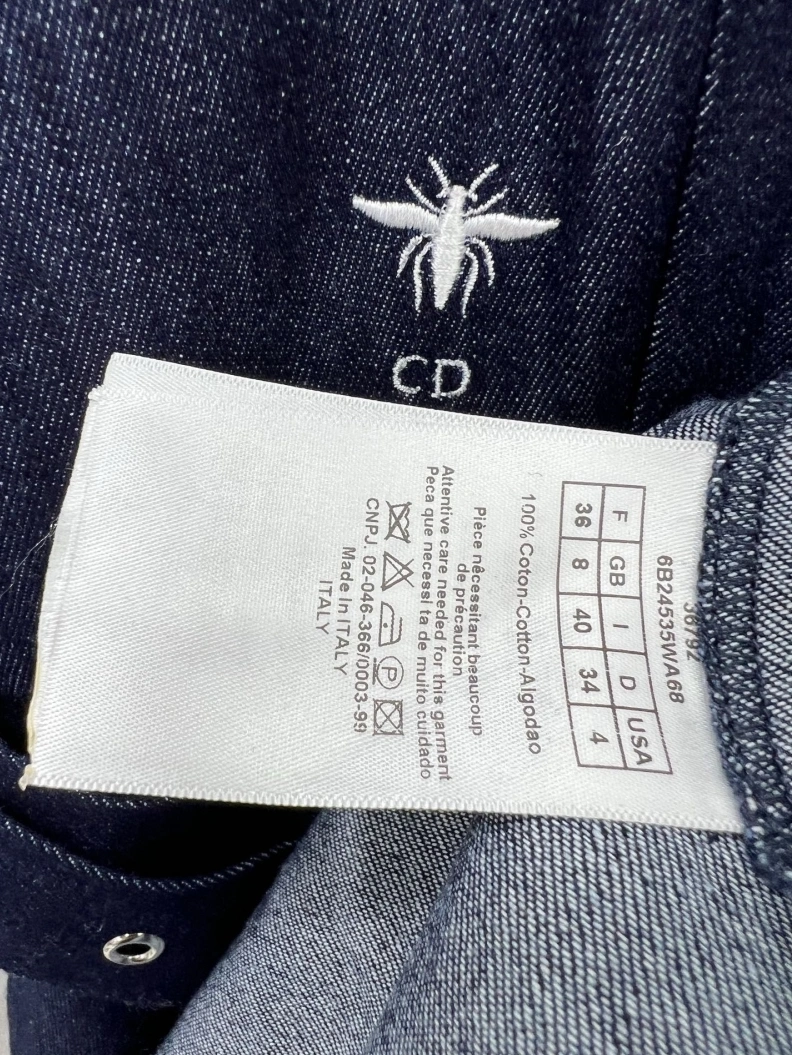 CD
6B24535WA68
F GB I D USA
36 8 40 34 4
100% Coton-Cotton-Algodao
Pièce nécessitant beaucoup
de précaution
Attentive care needed for this garment
Peca que necessi ta de muito cuidado
P
CNPJ. 02-046-366/0003-99
Made In ITALY
ITALY